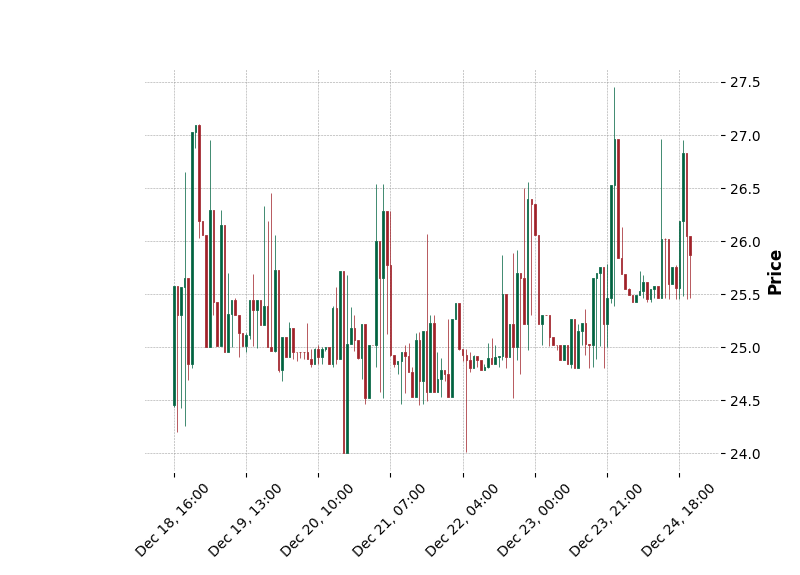 27.5
27.0
26.5
26.0
25.5
25.0
24.5
24.0
Price
Dec 18, 16:00
Dec 19, 13:00
Dec 20, 10:00
Dec 21, 07:00
Dec 22, 04:00
Dec 23, 00:00
Dec 23, 21:00
Dec 24, 18:00